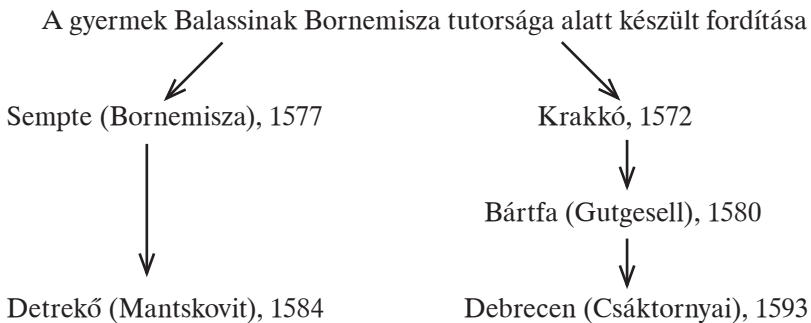 A gyermek Balassinak Bornemisza tutorsága alatt készült fordítása
Sempte (Bornemisza), 1577
Krakkó, 1572
Bártfa (Gutgesell), 1580
Detrekő (Mantskovit), 1584
Debrecen (Csáktornyai), 1593